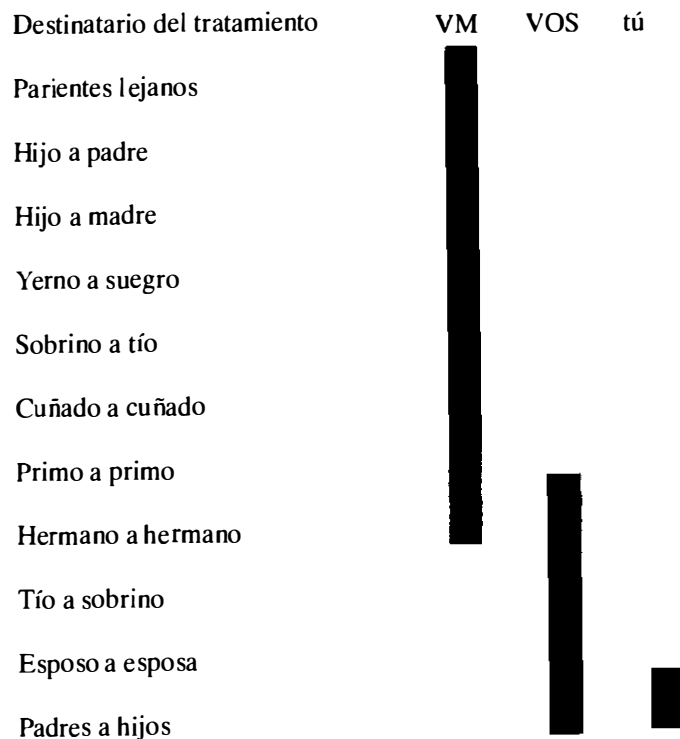 Destinatario del tratamiento VM VOS tú
Parientes lejanos
Hijo a padre
Hijo a madre
Yerno a suegro
Sobrino a tío
Cuñado a cuñado
Primo a primo
Hermano a hermano
Tío a sobrino
Esposo a esposa
Padres a hijos